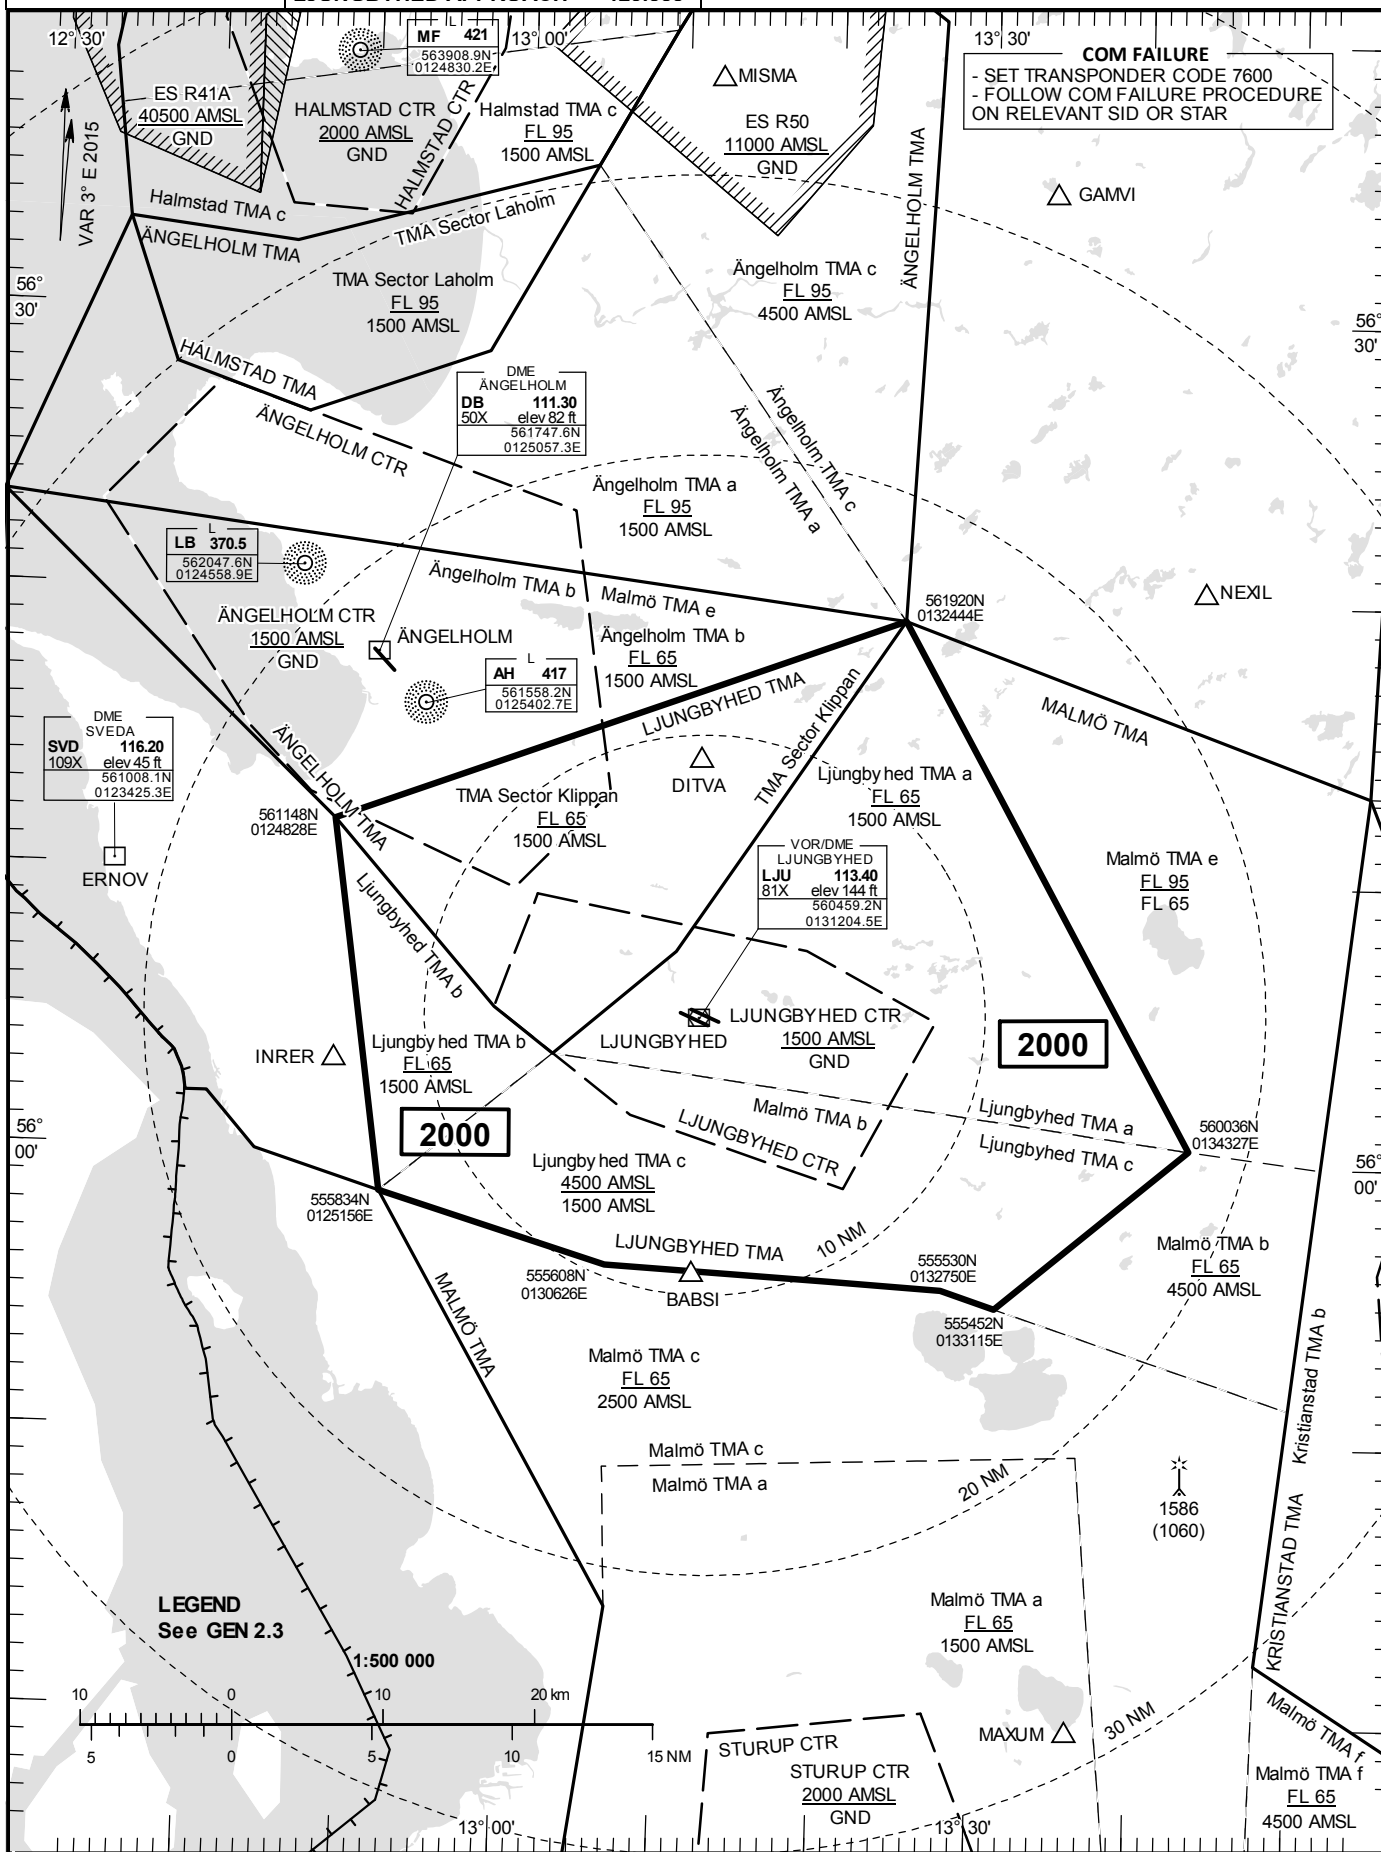 L
MF 421
563908.9N
0124830.2E
12° 30'
13° 00'
13° 30'
COM FAILURE
- SET TRANSPONDER CODE 7600
- FOLLOW COM FAILURE PROCEDURE
ON RELEVANT SID OR STAR
ES R41A
40500 AMSL
GND
HALMSTAD CTR
2000 AMSL
GND
HALMSTAD CTR
Halmstad TMA c
FL 95
1500 AMSL
MISMA
ES R50
11000 AMSL
GND
ÄNGELHOLM TMA
GAMVI
VAR 3° E 2015
Halmstad TMA c
ÄNGELHOLM TMA
TMA Sector Laholm
TMA Sector Laholm
FL 95
1500 AMSL
Ängelholm TMA c
FL 95
4500 AMSL
56°
30'
56°
30'
HALMSTAD TMA
ÄNGELHOLM CTR
DME
ÄNGELHOLM
DB 111.30
50X elev 82 ft
561747.6N
0125057.3E
Ängelholm TMA c
Ängelholm TMA a
Ängelholm TMA a
FL 95
1500 AMSL
L
LB 370.5
562047.6N
0124558.9E
Ängelholm TMA b
Malmö TMA e
561920N
0132444E
NEXIL
ÄNGELHOLM CTR
1500 AMSL
GND
ÄNGELHOLM
Ängelholm TMA b
FL 65
1500 AMSL
L
AH 417
561558.2N
0125402.7E
LJUNGBYHED TMA
TMA Sector Klippan
MALMÖ TMA
DME
SVEDA
SVD 116.20
109X elev 45 ft
561008.1N
0123425.3E
ÄNGELHOLM TMA
DITVA
Ljungbyhed TMA a
FL 65
1500 AMSL
TMA Sector Klippan
FL 65
1500 AMSL
561148N
0124828E
VOR/DME
LJUNGBYHED
LJU 113.40
81X elev 144 ft
560459.2N
0131204.5E
Malmö TMA e
FL 95
FL 65
ERNOV
Ljungbyhed TMA b
LJUNGBYHED
LJUNGBYHED CTR
1500 AMSL
GND
INRER
Ljungbyhed TMA b
FL 65
1500 AMSL
2000
2000
Malmö TMA b
LJUNGBYHED CTR
Ljungbyhed TMA a
Ljungbyhed TMA c
560036N
0134327E
56°
00'
56°
00'
Ljungbyhed TMA c
4500 AMSL
1500 AMSL
555834N
0125156E
LJUNGBYHED TMA
10 NM
555608N
0130626E
BABSI
555530N
0132750E
555452N
0133115E
Malmö TMA b
FL 65
4500 AMSL
MALMÖ TMA
Malmö TMA c
FL 65
2500 AMSL
Kristianstad TMA b
Malmö TMA c
Malmö TMA a
20 NM
1586
(1060)
KRISTIANSTAD TMA
LEGEND
See GEN 2.3
1:500 000
Malmö TMA a
FL 65
1500 AMSL
10 0 10 20 km
5 0 5 10 15 NM
STURUP CTR
STURUP CTR
2000 AMSL
GND
MAXUM
30 NM
Malmö TMA f
Malmö TMA f
FL 65
4500 AMSL
13° 00'
13° 30'